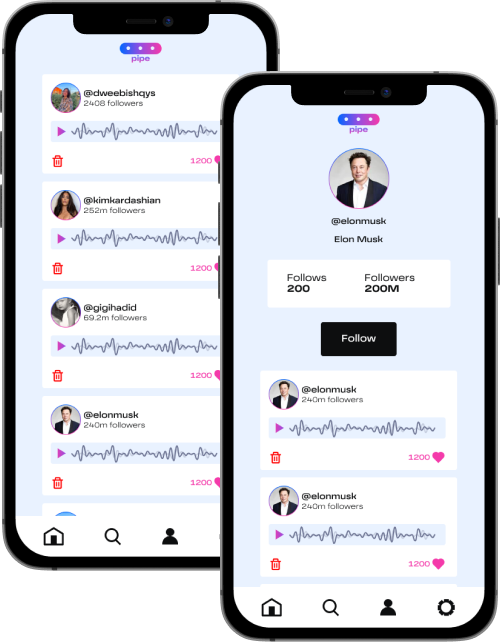 pipe
@dweebishqys
2408 followers
1200
@kimkardashian
252m followers
1200
@gigihadid
69.2m followers
1200
@elonmusk
240m followers
1200
pipe
@elonmusk
Elon Musk
Follows Followers
200 200M
Follow
@elonmusk
240m followers
1200
@elonmusk
240m followers
1200